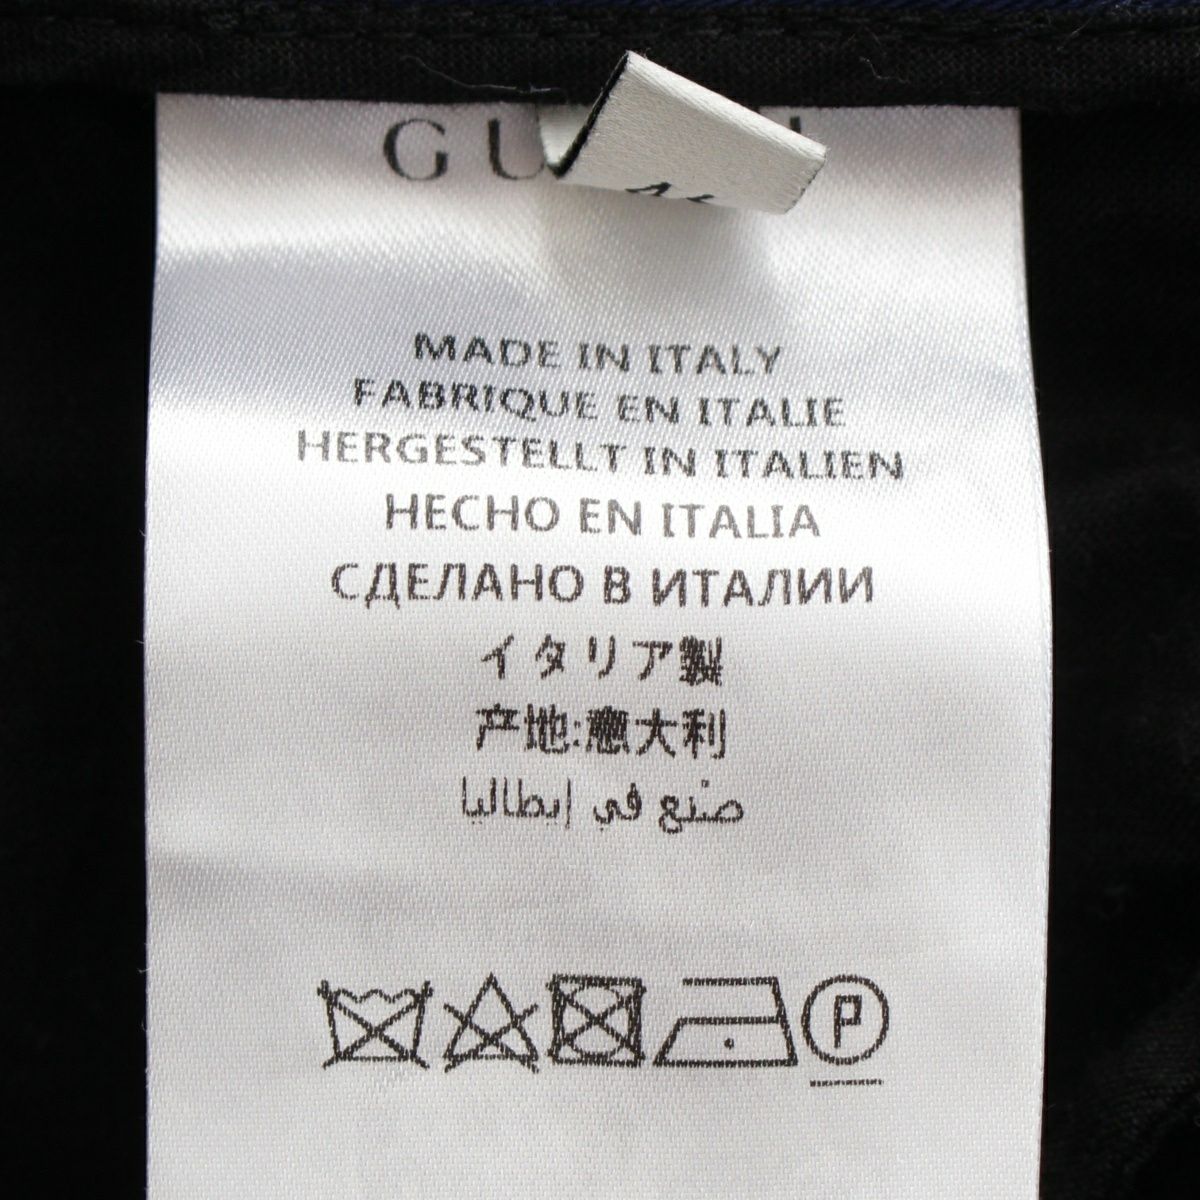 GU
MADE IN ITALY
FABRIQUE EN ITALIE
HERGESTELLT IN ITALIEN
HECHO EN ITALIA
СДЕЛАНО В ИТАЛИИ
イタリア製
产地:意大利
صنع في إيطاليا
P